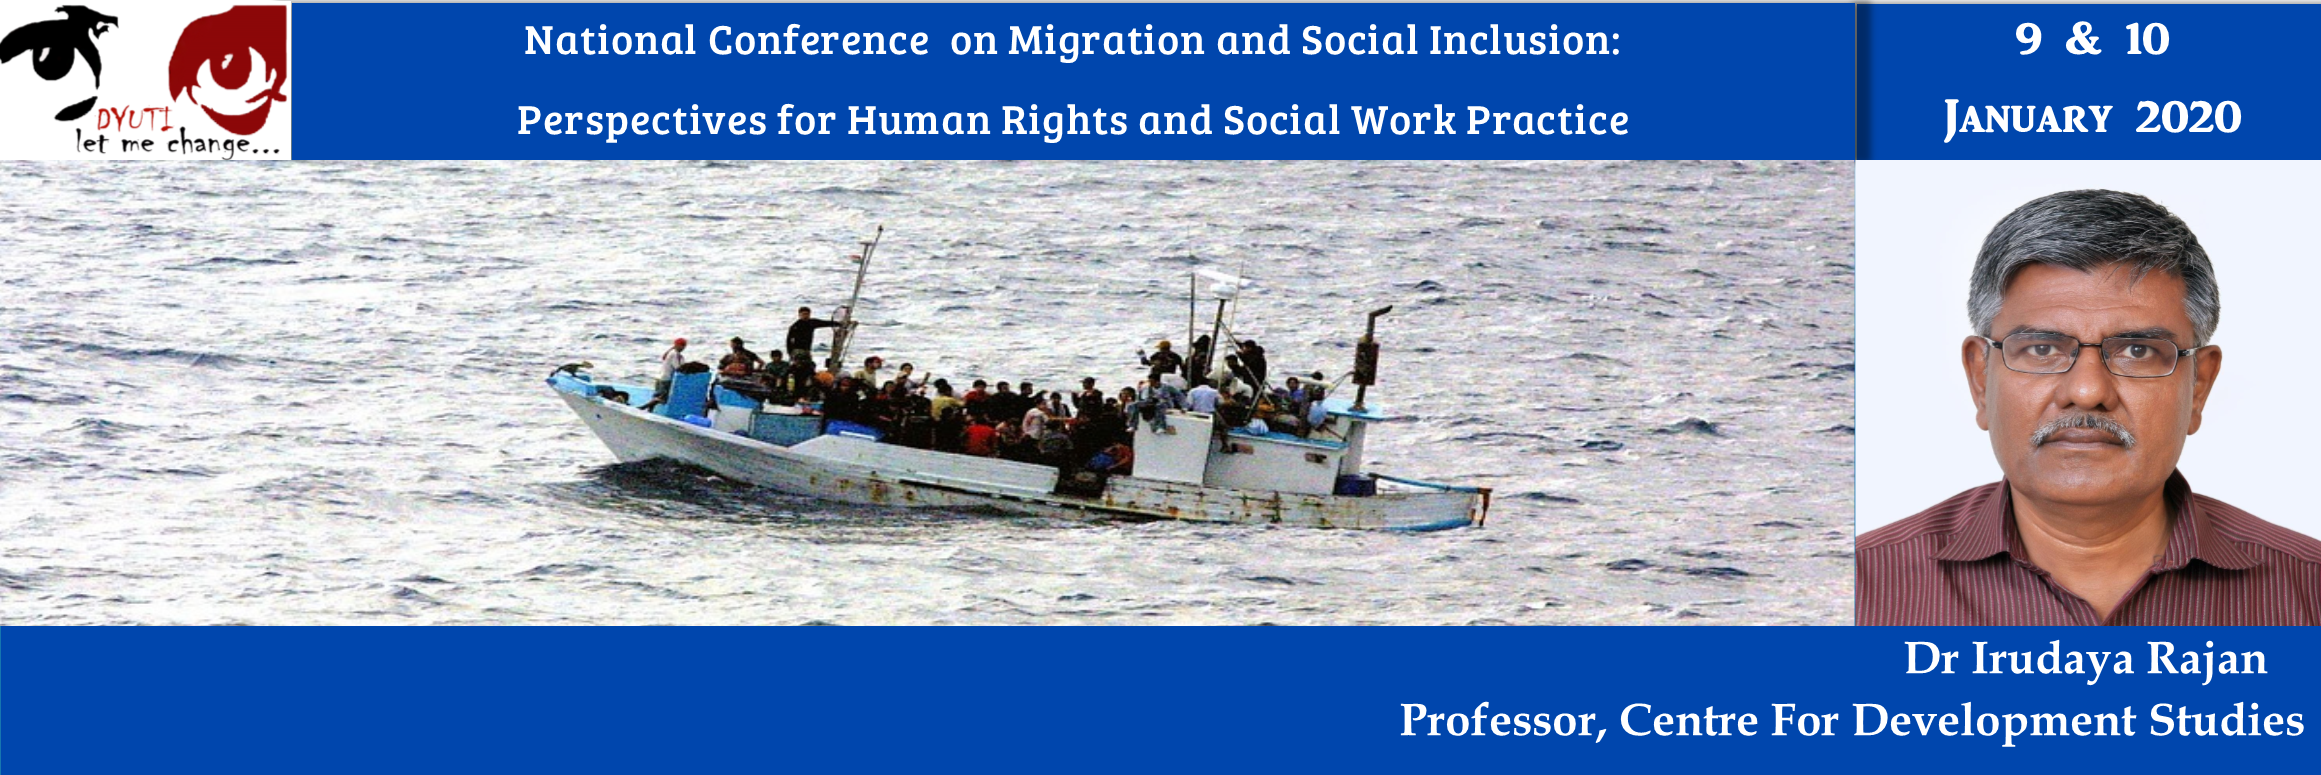 DYUTI
let me change...
National Conference on Migration and Social Inclusion:
Perspectives for Human Rights and Social Work Practice
9 & 10
January 2020
Dr Irudaya Rajan
Professor, Centre For Development Studies